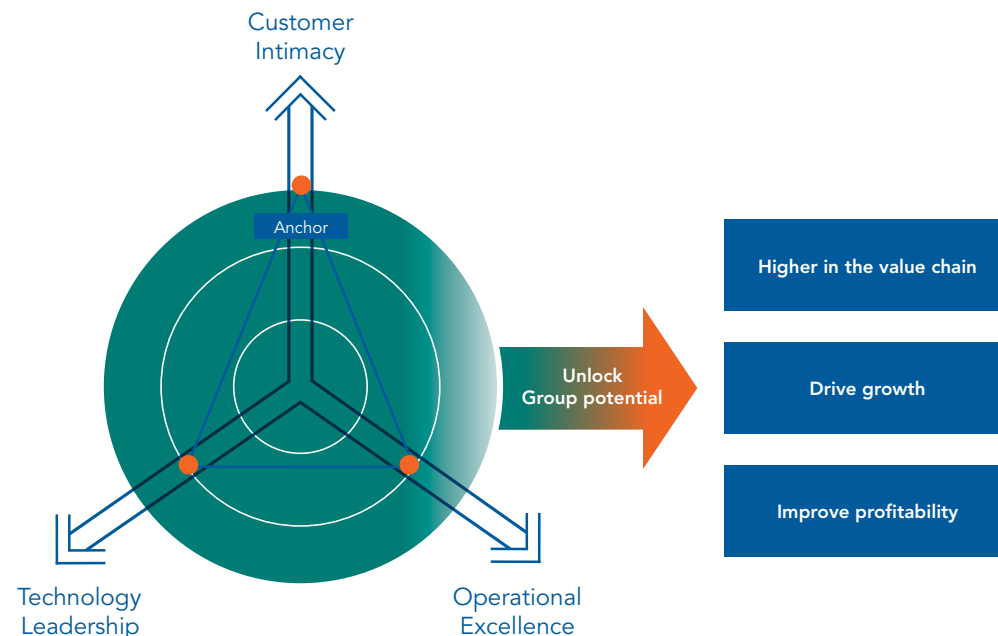 Customer
Intimacy
Anchor
Higher in the value chain
Unlock
Group potential
Drive growth
Improve profitability
Technology
Leadership
Operational
Excellence